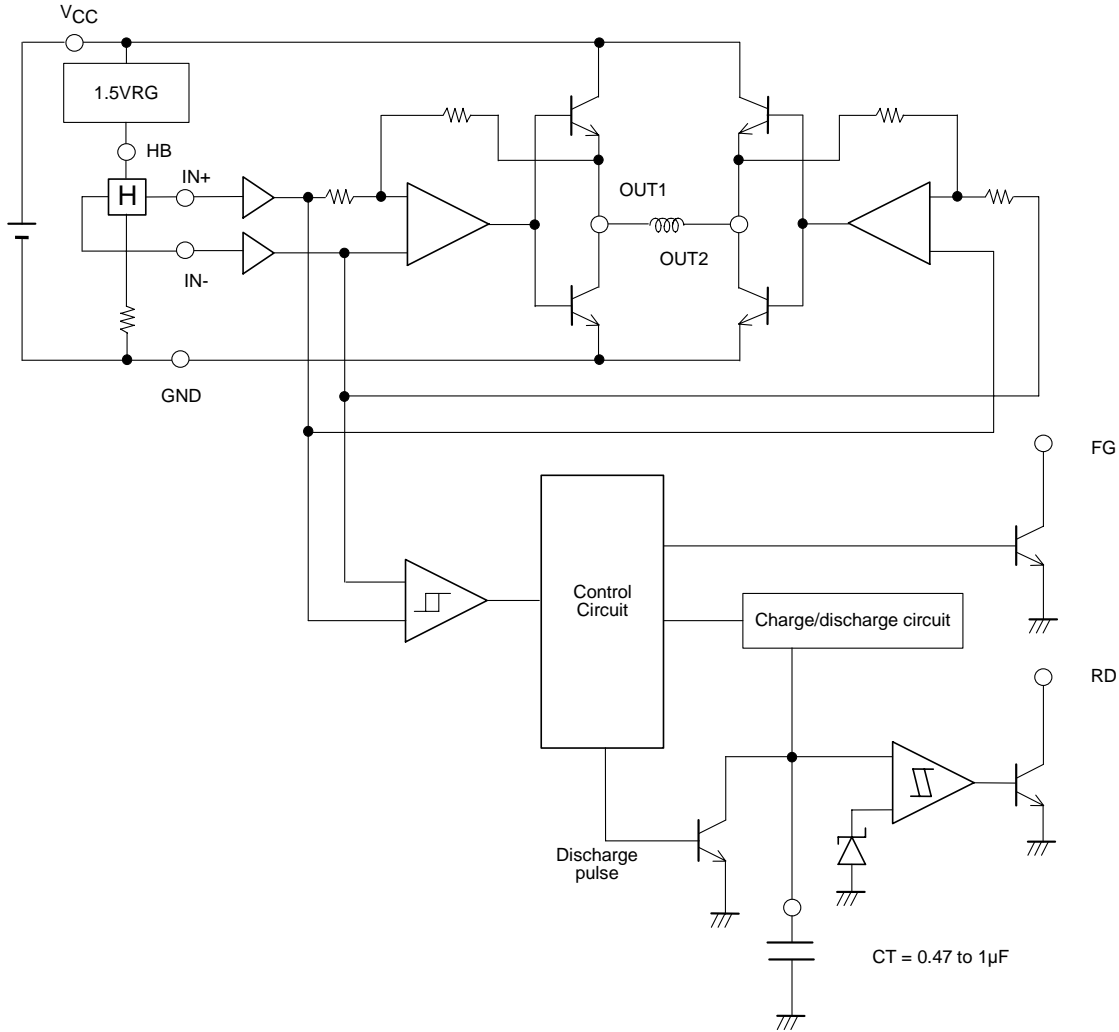 VCC
1.5VRG
HB
H
IN+
IN-
OUT1
OUT2
GND
FG
Control
Circuit
Charge/discharge circuit
RD
Discharge
pulse
CT = 0.47 to 1µF